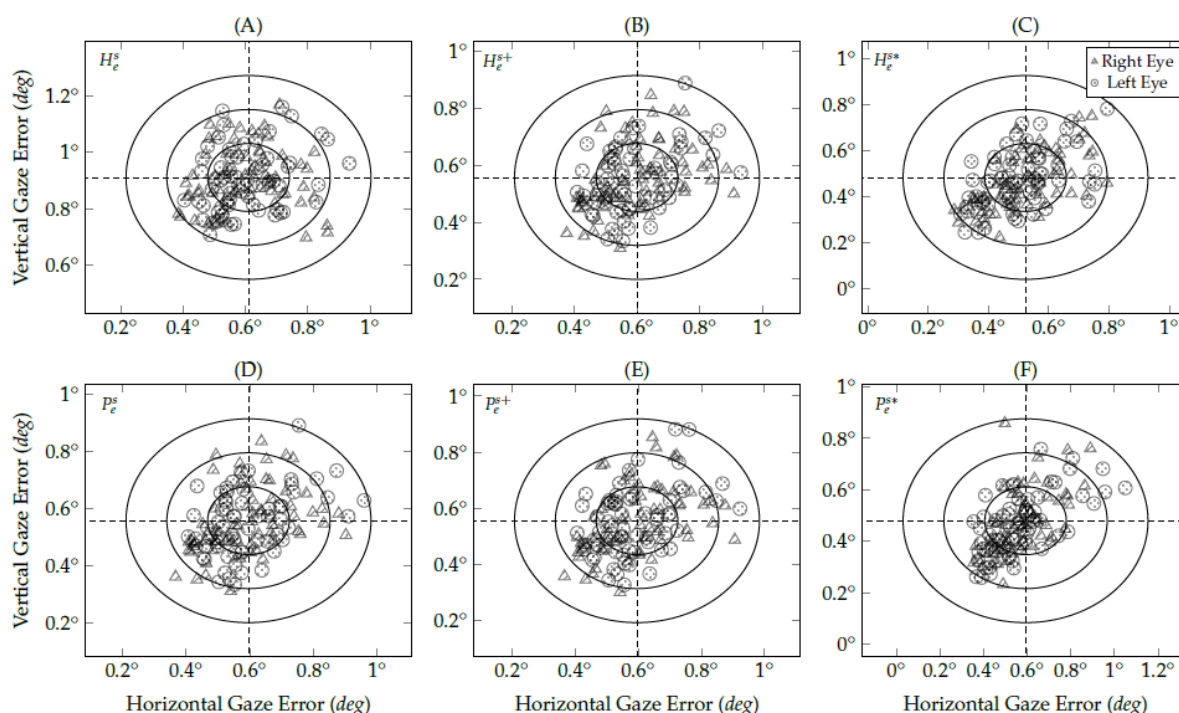 (A) (B) (C)
H_e^s H_e^{s+} H_e^{s*}
Right Eye
Left Eye
Vertical Gaze Error (deg)
1.2° 1° 0.8° 0.6°
0.2° 0.4° 0.6° 0.8° 1°
1° 0.8° 0.6° 0.4° 0.2°
0.2° 0.4° 0.6° 0.8° 1°
1° 0.8° 0.6° 0.4° 0.2° 0°
0° 0.2° 0.4° 0.6° 0.8° 1°
(D) (E) (F)
P_e^s P_e^{s+} P_e^{s*}
Vertical Gaze Error (deg)
1° 0.8° 0.6° 0.4° 0.2°
0.2° 0.4° 0.6° 0.8° 1°
1° 0.8° 0.6° 0.4° 0.2°
0.2° 0.4° 0.6° 0.8° 1°
1° 0.8° 0.6° 0.4° 0.2° 0°
0° 0.2° 0.4° 0.6° 0.8° 1° 1.2°
Horizontal Gaze Error (deg) Horizontal Gaze Error (deg) Horizontal Gaze Error (deg)